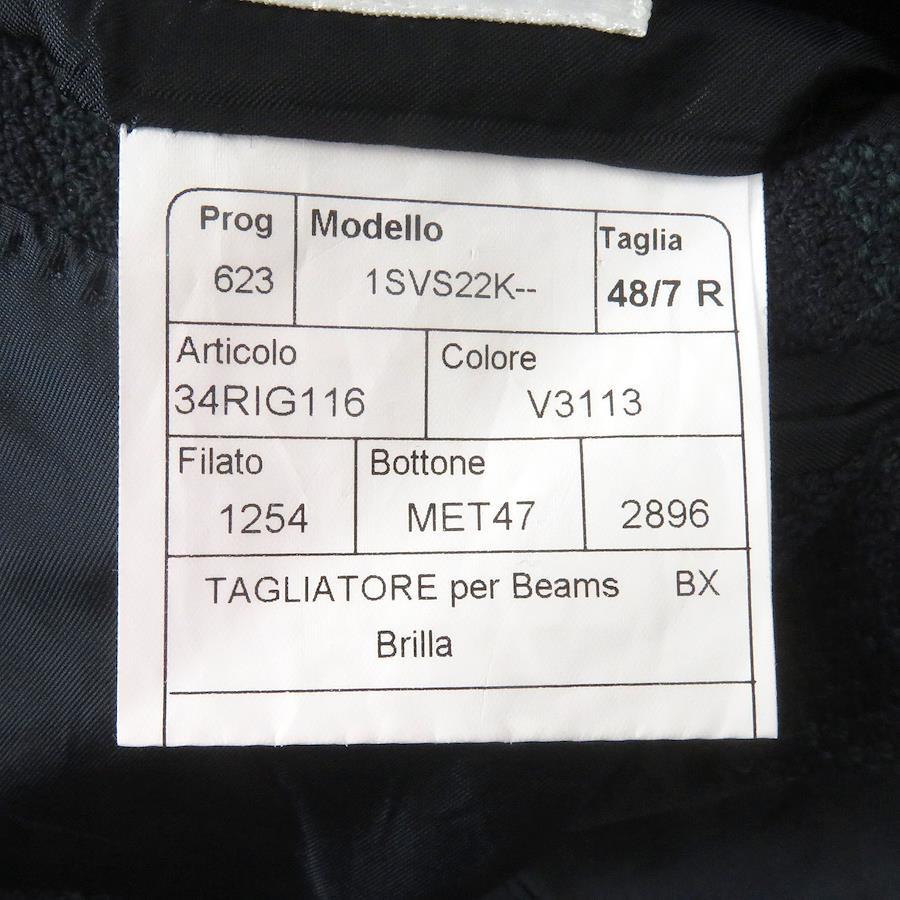 Prog Modello Taglia
623 1SVS22K-- 48/7 R
Articolo Colore
34RIG116 V3113
Filato Bottone
1254 MET47 2896
TAGLIATORE per Beams BX
Brilla